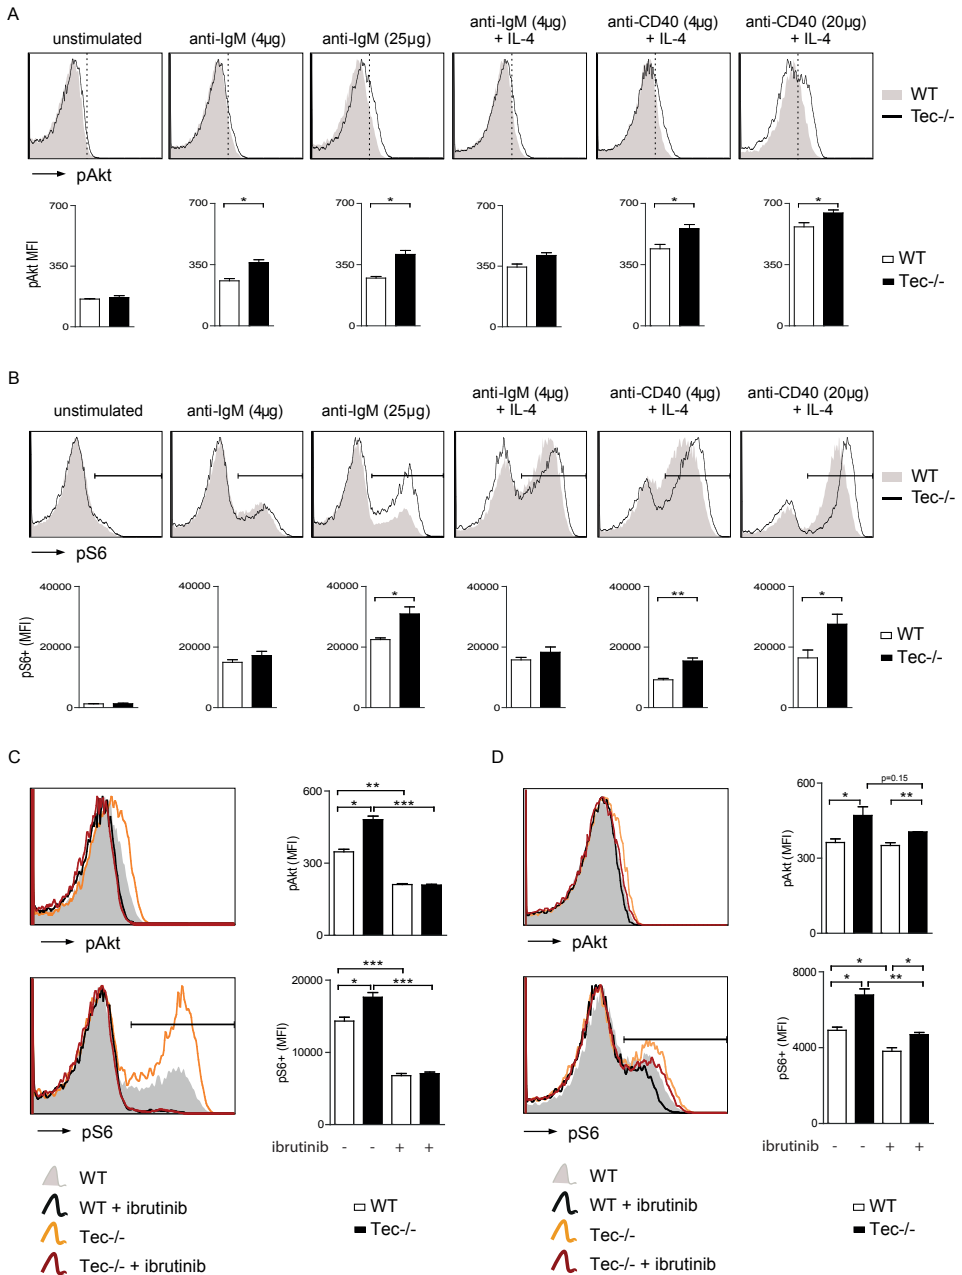 A
unstimulated
anti-IgM (4µg)
anti-IgM (25µg)
anti-IgM (4µg)
+ IL-4
anti-CD40 (4µg)
+ IL-4
anti-CD40 (20µg)
+ IL-4
WT
Tec-/-
pAkt
pAkt MFI
700
350
0
700
350
0
*
700
350
0
*
700
350
0
700
350
0
*
700
350
0
*
WT
Tec-/-
B
unstimulated
anti-IgM (4µg)
anti-IgM (25µg)
anti-IgM (4µg)
+ IL-4
anti-CD40 (4µg)
+ IL-4
anti-CD40 (20µg)
+ IL-4
WT
Tec-/-
pS6
pS6+ (MFI)
40000
20000
0
40000
20000
0
40000
20000
0
*
40000
20000
0
40000
20000
0
**
40000
20000
0
*
WT
Tec-/-
C
pAkt
pAkt (MFI)
600
300
0
**
* ***
pS6
pS6+ (MFI)
20000
10000
0
***
* ***
ibrutinib - - + +
WT
WT + ibrutinib
Tec-/-
Tec-/- + ibrutinib
WT
Tec-/-
D
pAkt
pAkt (MFI)
600
300
0
p=0.15
* **
pS6
pS6+ (MFI)
8000
4000
0
* *
* **
ibrutinib - - + +
WT
WT + ibrutinib
Tec-/-
Tec-/- + ibrutinib
WT
Tec-/-